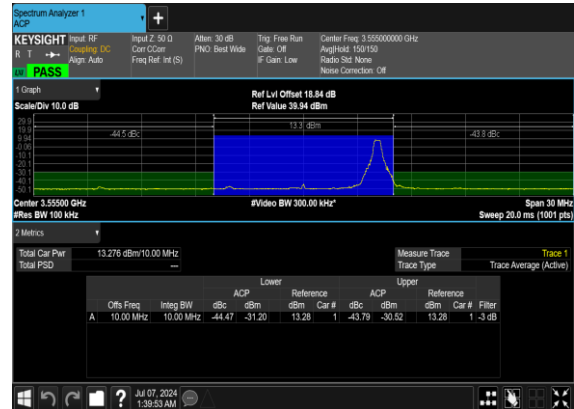 Spectrum Analyzer 1
ACP
KEYSIGHT
R T
PASS
Input: RF
Coupling: DC
Align: Auto
Input Z: 50 Ω
Corr CCorr
Freq Ref: Int (S)
Atten: 30 dB
PNO: Best Wide
Trig: Free Run
Gate: Off
IF Gain: Low
Center Freq: 3.555000000 GHz
Avg|Hold: 150/150
Radio Std: None
Noise Correction: Off
1 Graph
Scale/Div 10.0 dB
Ref Lvl Offset 18.84 dB
Ref Value 39.94 dBm
29.9
19.9
9.94
-0.06
-10.1
-20.1
-30.1
-40.1
-50.1
-44.5 dBc
13.3 dBm
-43.8 dBc
Center 3.55500 GHz
#Res BW 100 kHz
#Video BW 300.00 kHz*
Span 30 MHz
Sweep 20.0 ms (1001 pts)
2 Metrics
Total Car Pwr 13.276 dBm/10.00 MHz
Total PSD ---
Measure Trace Trace 1
Trace Type Trace Average (Active)
Lower Upper
ACP Reference ACP Reference
Offs Freq Integ BW dBc dBm dBm Car # dBc dBm dBm Car # Filter
A 10.00 MHz 10.00 MHz -44.47 -31.20 13.28 1 -43.79 -30.52 13.28 1 -3 dB
Jul 07, 2024
1:39:53 AM